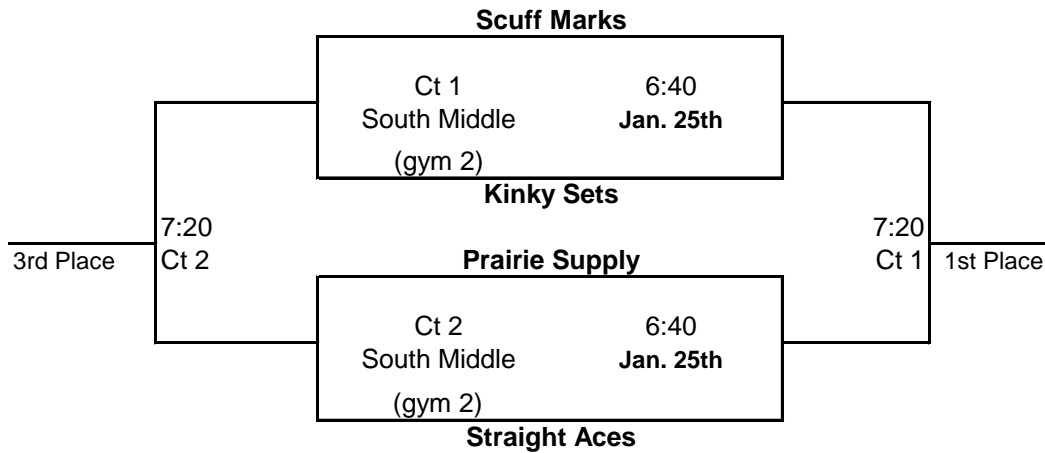 Scuff Marks
Ct 1 6:40
South Middle Jan. 25th
(gym 2)
Kinky Sets
7:20 7:20
3rd Place Ct 2 Prairie Supply Ct 1 1st Place
Ct 2 6:40
South Middle Jan. 25th
(gym 2)
Straight Aces